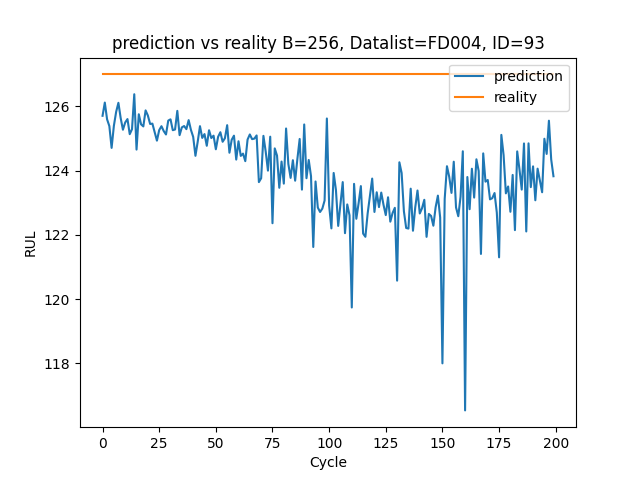 prediction vs reality B=256, Datalist=FD004, ID=93
prediction
reality
126
124
122
120
118
RUL
0
25
50
75
100
125
150
175
200
Cycle